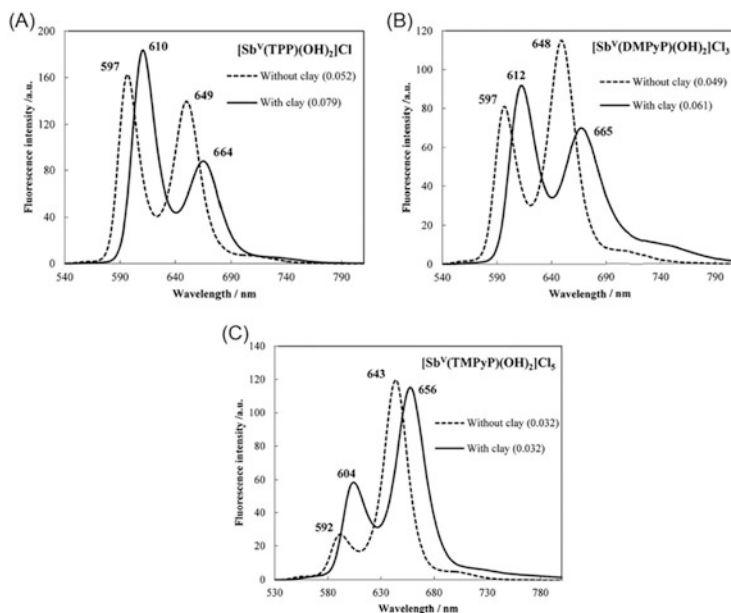 (A)
[Sbⱽ(TPP)(OH)₂]Cl
Fluorescence intensity /a.u.
200
160
120
80
40
0
597
610
649
664
Without clay (0.052)
With clay (0.079)
540 590 640 690 740 790
Wavelength / nm
(B)
[Sbⱽ(DMPyP)(OH)₂]Cl₃
Fluorescence intensity /a.u.
120
100
80
60
40
20
0
597
612
648
665
Without clay (0.049)
With clay (0.061)
540 590 640 690 740 790
Wavelength / nm
(C)
[Sbⱽ(TMPyP)(OH)₂]Cl₅
Fluorescence intensity /a.u.
140
120
100
80
60
40
20
0
592
604
643
656
Without clay (0.032)
With clay (0.032)
530 580 630 680 730 780
Wavelength / nm